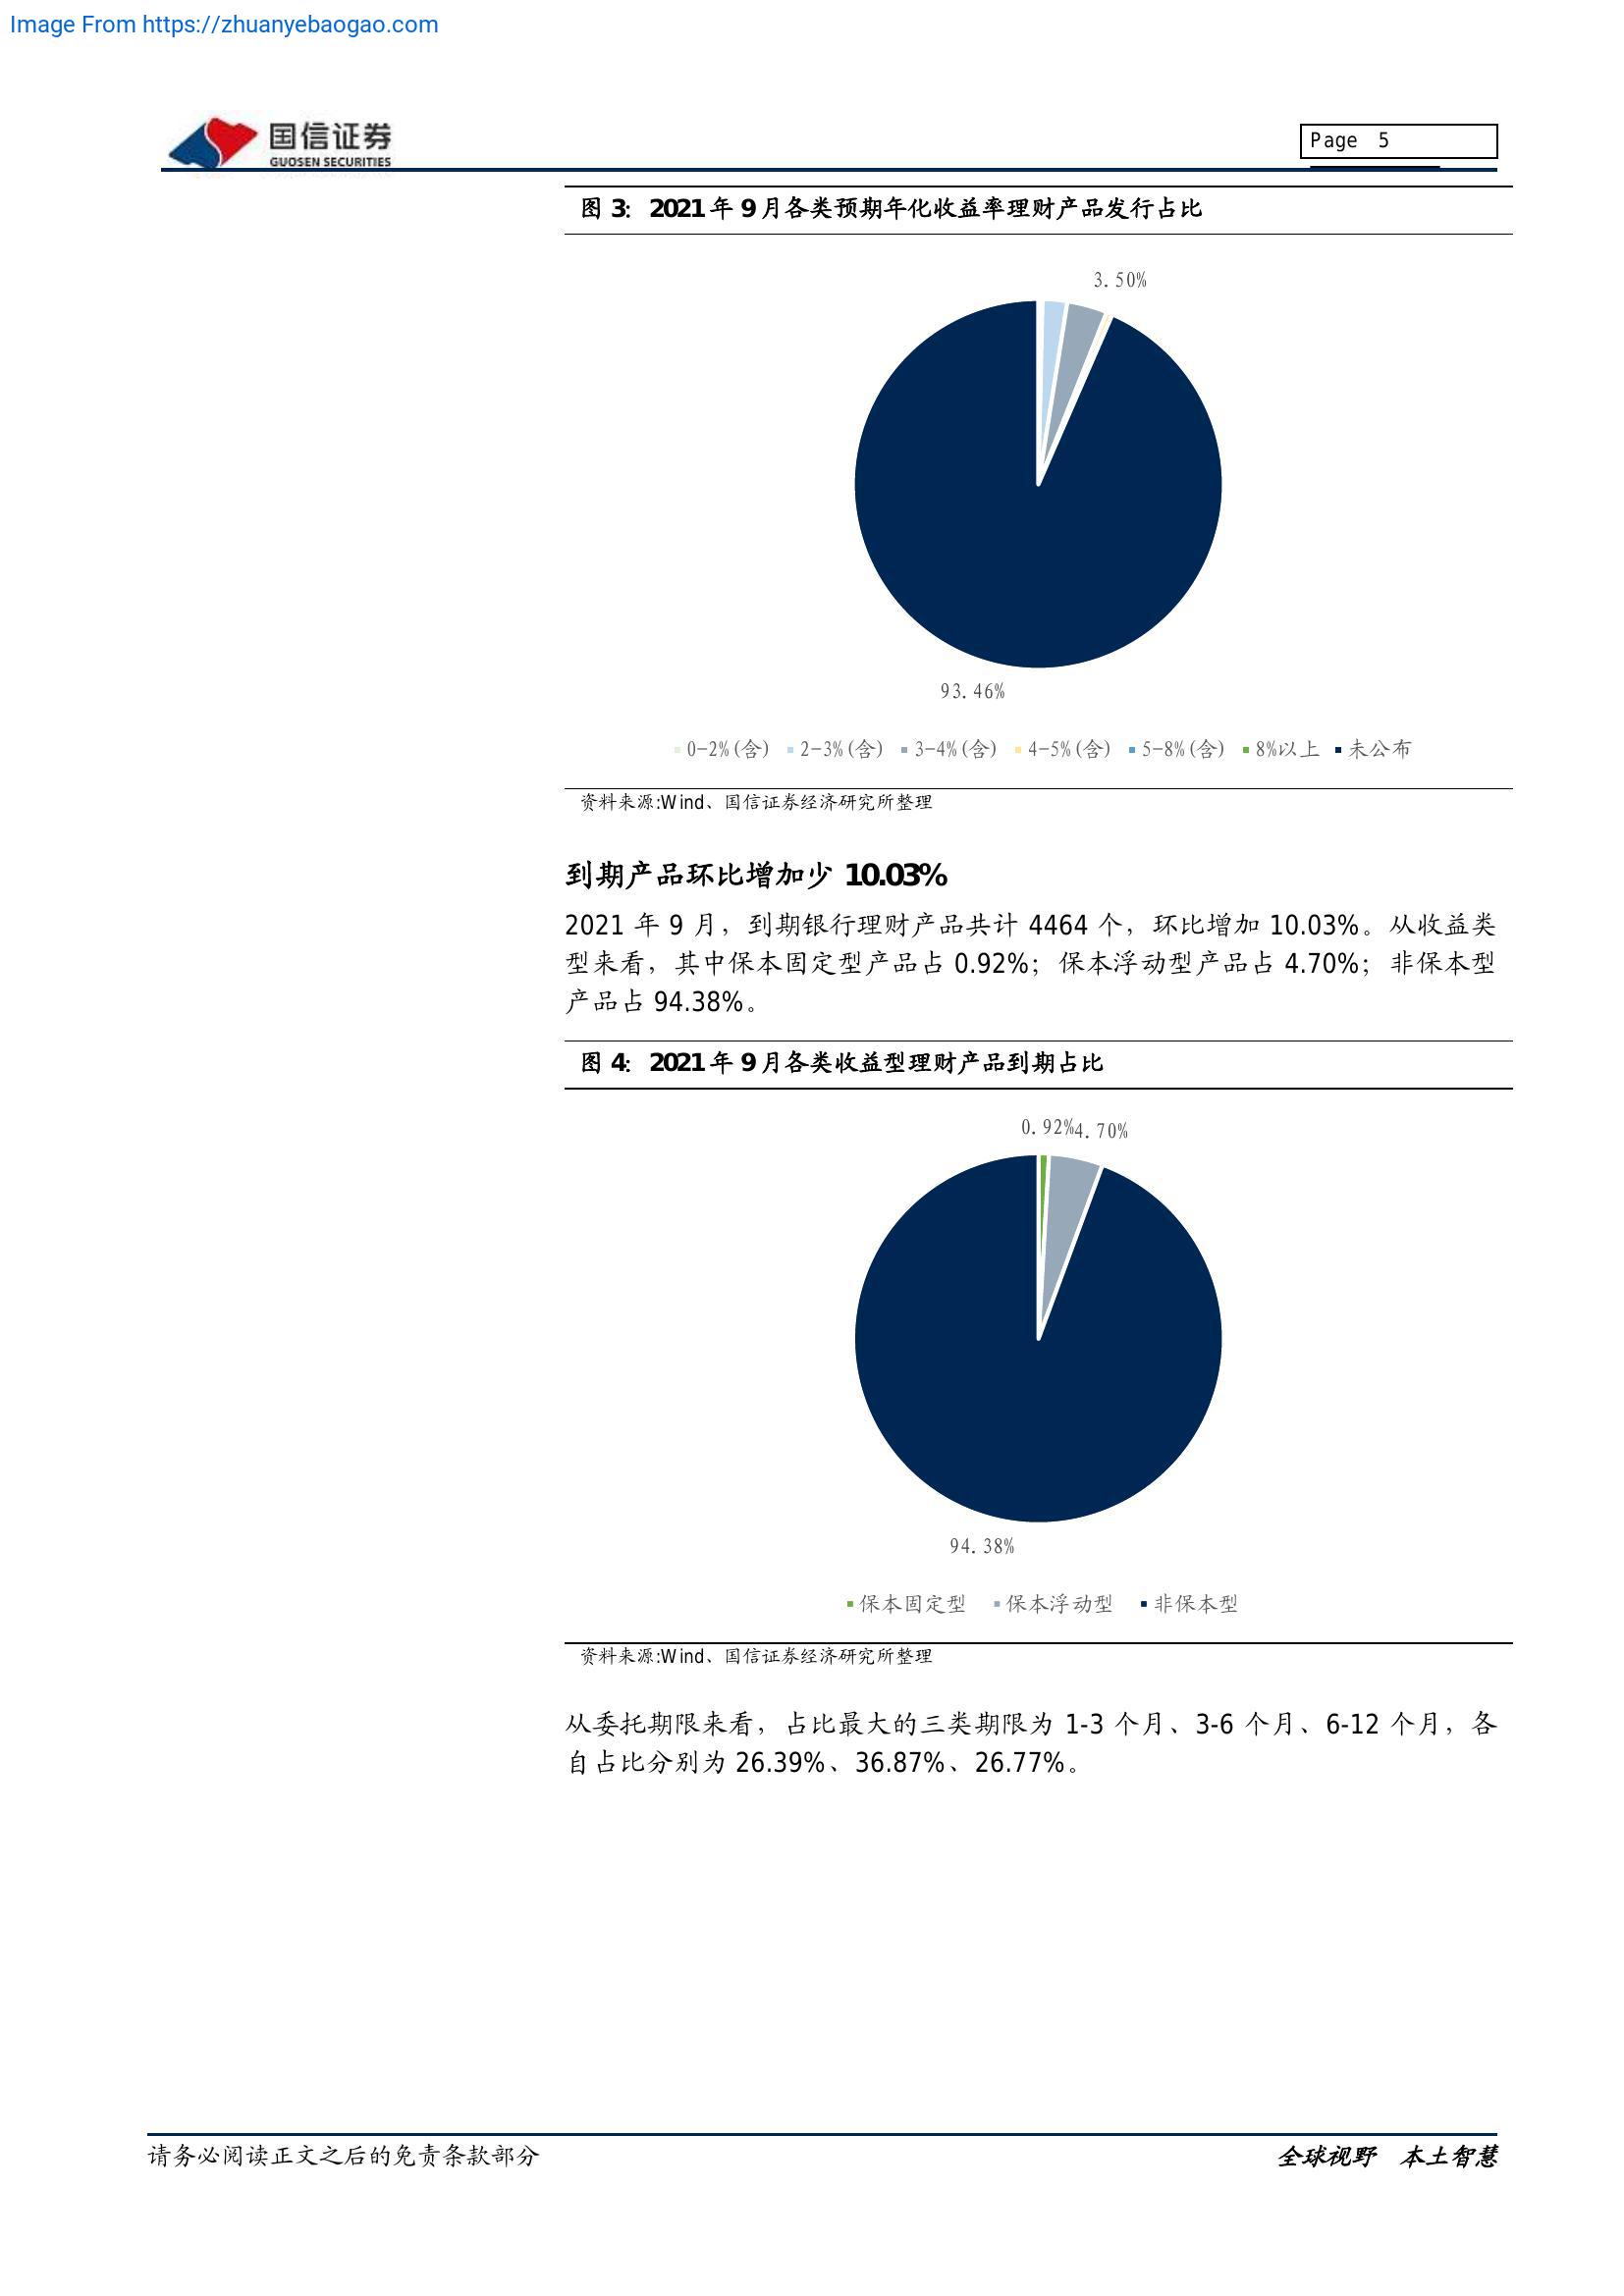 Image From https://zhuanyebaogao.com
国信证券
GUOSEN SECURITIES
Page 5
图 3: 2021 年 9 月各类预期年化收益率理财产品发行占比
3.50%
93.46%
0-2%(含) 2-3%(含) 3-4%(含) 4-5%(含) 5-8%(含) 8%以上 未公布
资料来源:Wind、国信证券经济研究所整理
到期产品环比增加少 10.03%
2021 年 9 月，到期银行理财产品共计 4464 个，环比增加 10.03%。从收益类
型来看，其中保本固定型产品占 0.92%；保本浮动型产品占 4.70%；非保本型
产品占 94.38%。
图 4: 2021 年 9 月各类收益型理财产品到期占比
0.92% 4.70%
94.38%
保本固定型 保本浮动型 非保本型
资料来源:Wind、国信证券经济研究所整理
从委托期限来看，占比最大的三类期限为 1-3 个月、3-6 个月、6-12 个月，各
自占比分别为 26.39%、36.87%、26.77%。
请务必阅读正文之后的免责条款部分
全球视野 本土智慧